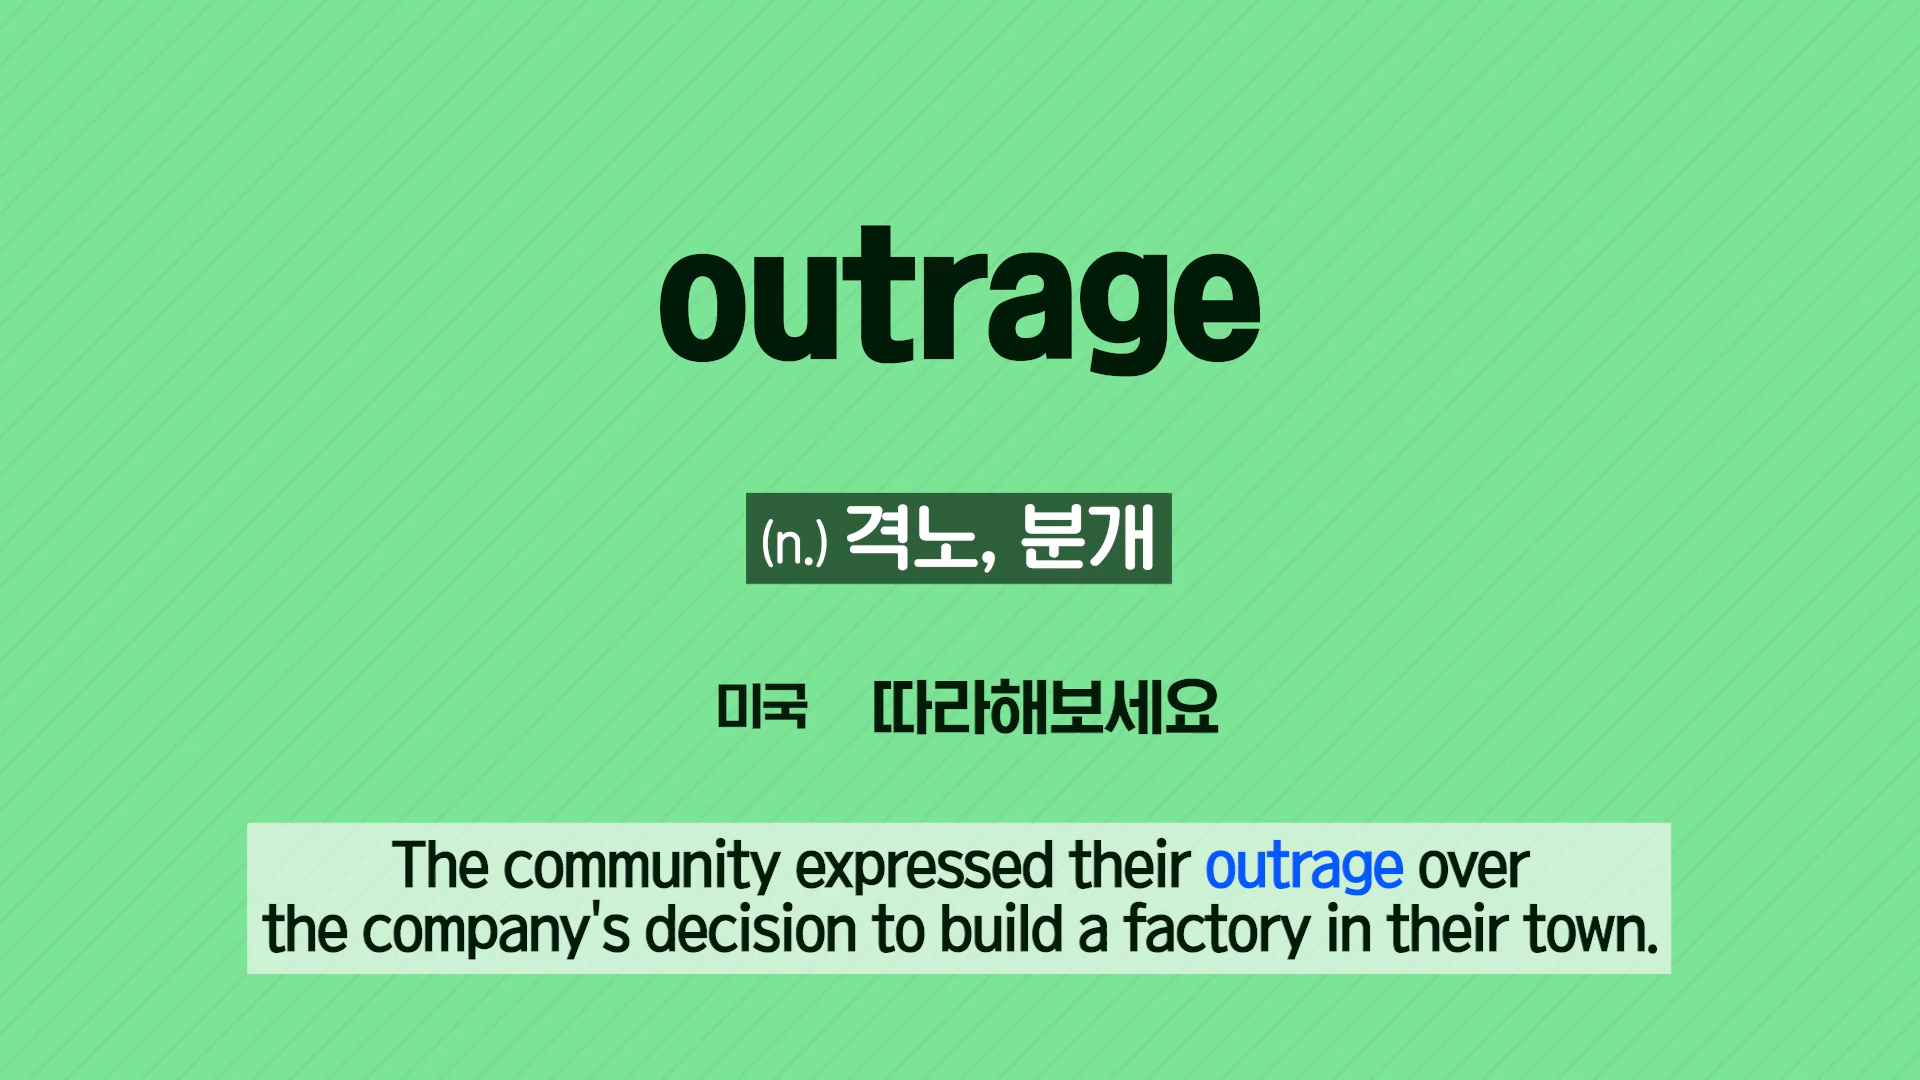 outrage
(n.) 격노, 분개
미국 따라해보세요
The community expressed their outrage over
the company's decision to build a factory in their town.